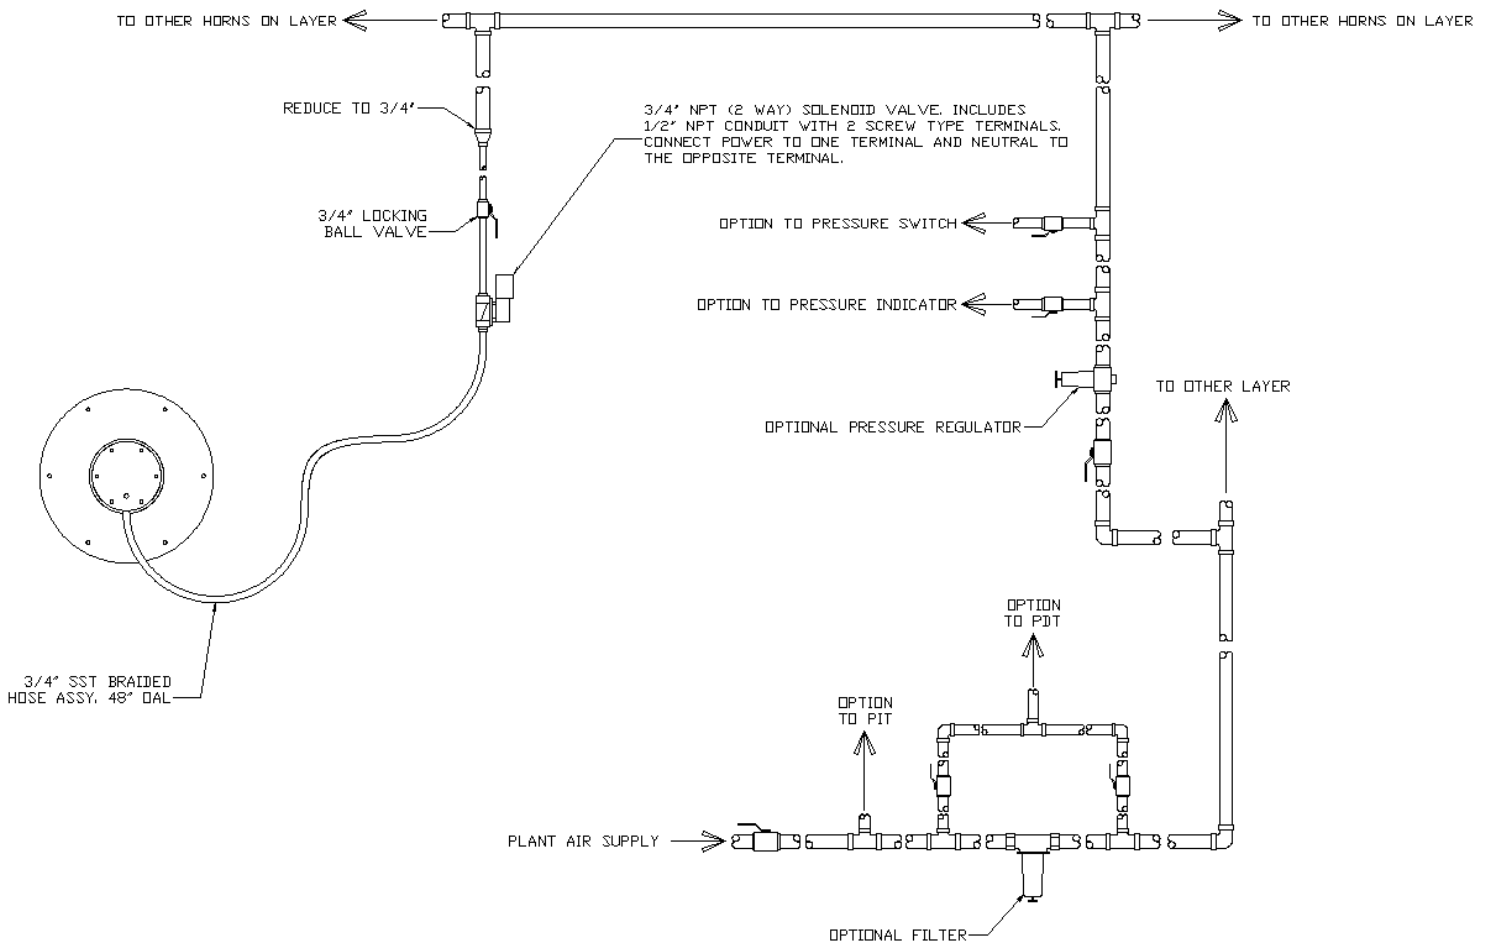 TO OTHER HORNS ON LAYER
TO OTHER HORNS ON LAYER
REDUCE TO 3/4"
3/4" NPT (2 WAY) SOLENOID VALVE. INCLUDES
1/2" NPT CONDUIT WITH 2 SCREW TYPE TERMINALS.
CONNECT POWER TO ONE TERMINAL AND NEUTRAL TO
THE OPPOSITE TERMINAL.
3/4" LOCKING
BALL VALVE
OPTION TO PRESSURE SWITCH
OPTION TO PRESSURE INDICATOR
TO OTHER LAYER
OPTIONAL PRESSURE REGULATOR
OPTION
TO PDT
3/4" SST BRAIDED
HOSE ASSY. 48" OAL
OPTION
TO PIT
PLANT AIR SUPPLY
OPTIONAL FILTER